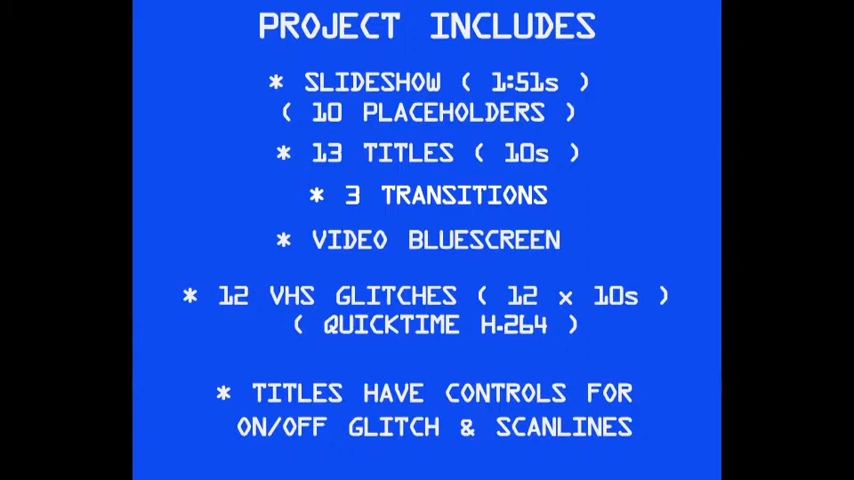 PROJECT INCLUDES
* SLIDESHOW ( 1:51s )
( 10 PLACEHOLDERS )
* 13 TITLES ( 10s )
* 3 TRANSITIONS
* VIDEO BLUESCREEN
* 12 VHS GLITCHES ( 12 x 10s )
( QUICKTIME H.264 )
* TITLES HAVE CONTROLS FOR
ON/OFF GLITCH & SCANLINES